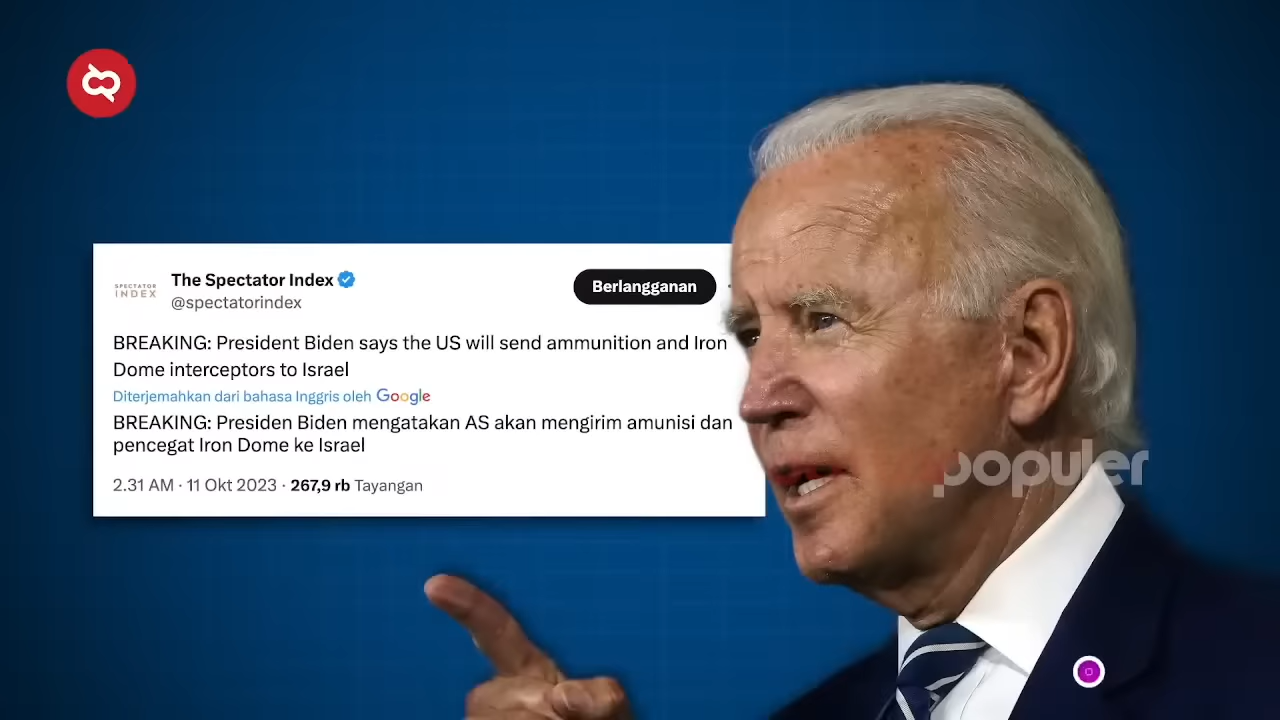 SPECTATOR
INDEX
The Spectator Index
@spectatorindex
Berlangganan
BREAKING: President Biden says the US will send ammunition and Iron
Dome interceptors to Israel
Diterjemahkan dari bahasa Inggris oleh Google
BREAKING: Presiden Biden mengatakan AS akan mengirim amunisi dan
pencegat Iron Dome ke Israel
2.31 AM · 11 Okt 2023 · 267,9 rb Tayangan
populer